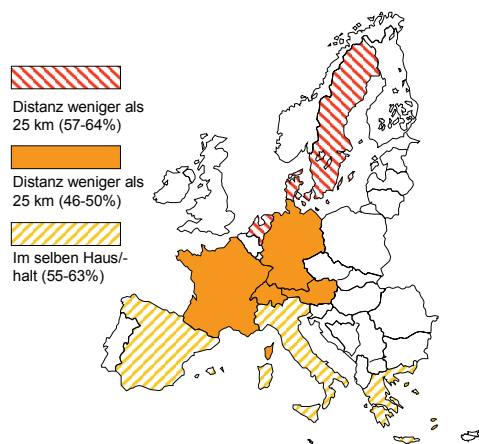 Distanz weniger als
25 km (57-64%)
Distanz weniger als
25 km (46-50%)
Im selben Haus/-
halt (55-63%)